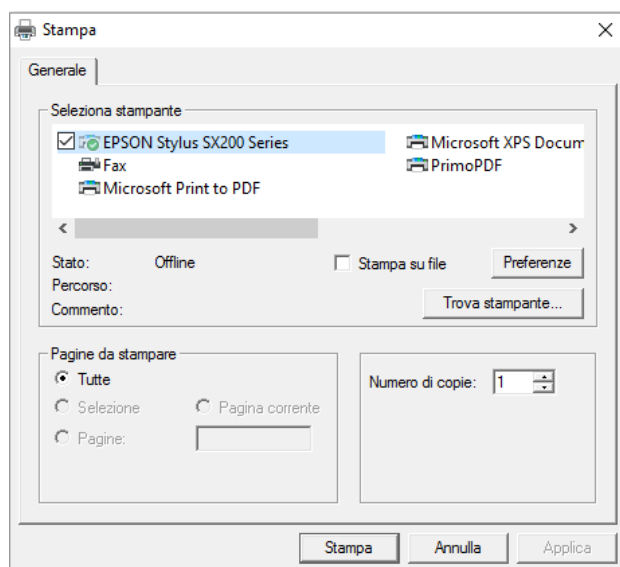 Stampa
Generale
Seleziona stampante
EPSON Stylus SX200 Series
Microsoft XPS Docum
Fax
PrimoPDF
Microsoft Print to PDF
Stato: Offline
Stampa su file
Preferenze
Percorso:
Commento:
Trova stampante...
Pagine da stampare
Tutte
Numero di copie: 1
Selezione
Pagina corrente
Pagine:
Stampa
Annulla
Applica